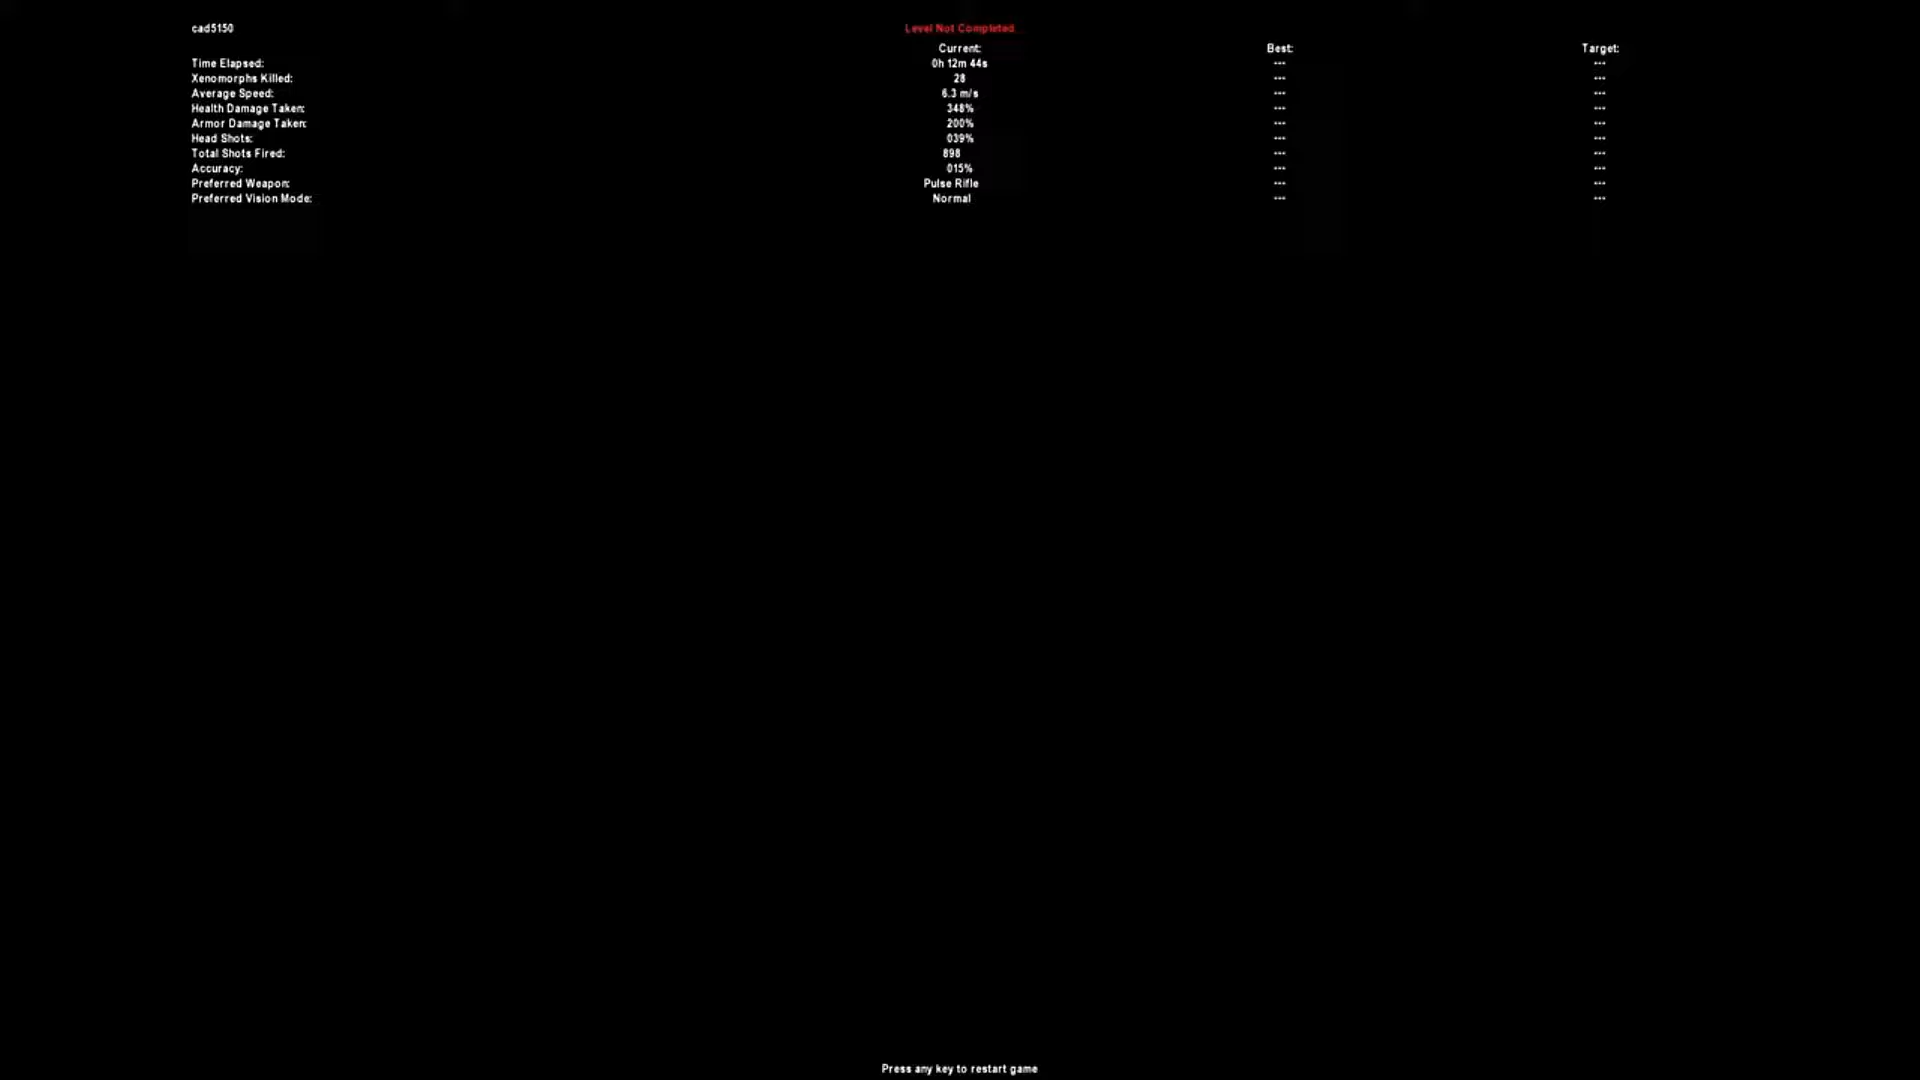 cad5150 Level Not Completed
Current: Best: Target:
Time Elapsed: 0h 12m 44s --- ---
Xenomorphs Killed: 28 --- ---
Average Speed: 6.3 m/s --- ---
Health Damage Taken: 348% --- ---
Armor Damage Taken: 200% --- ---
Head Shots: 039% --- ---
Total Shots Fired: 898 --- ---
Accuracy: 015% --- ---
Preferred Weapon: Pulse Rifle --- ---
Preferred Vision Mode: Normal --- ---
Press any key to restart game